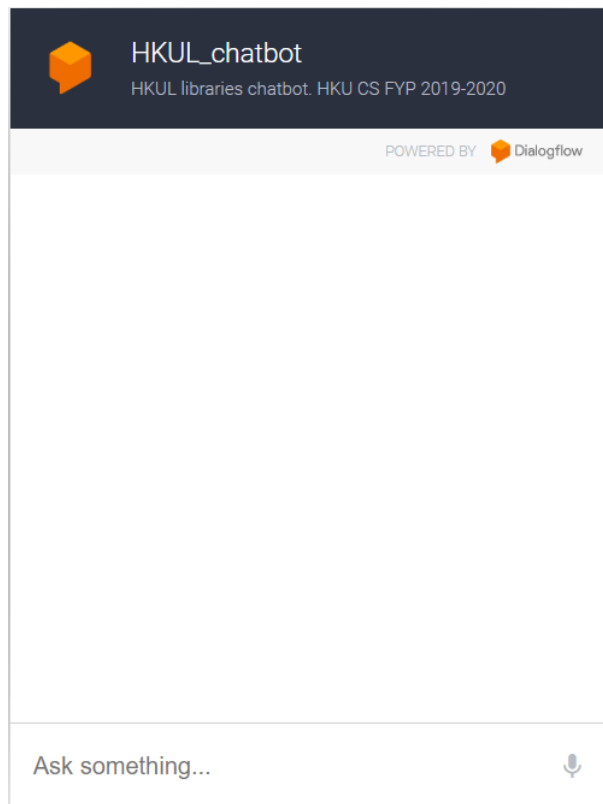 HKUL_chatbot
HKUL libraries chatbot. HKU CS FYP 2019-2020
POWERED BY Dialogflow
Ask something...